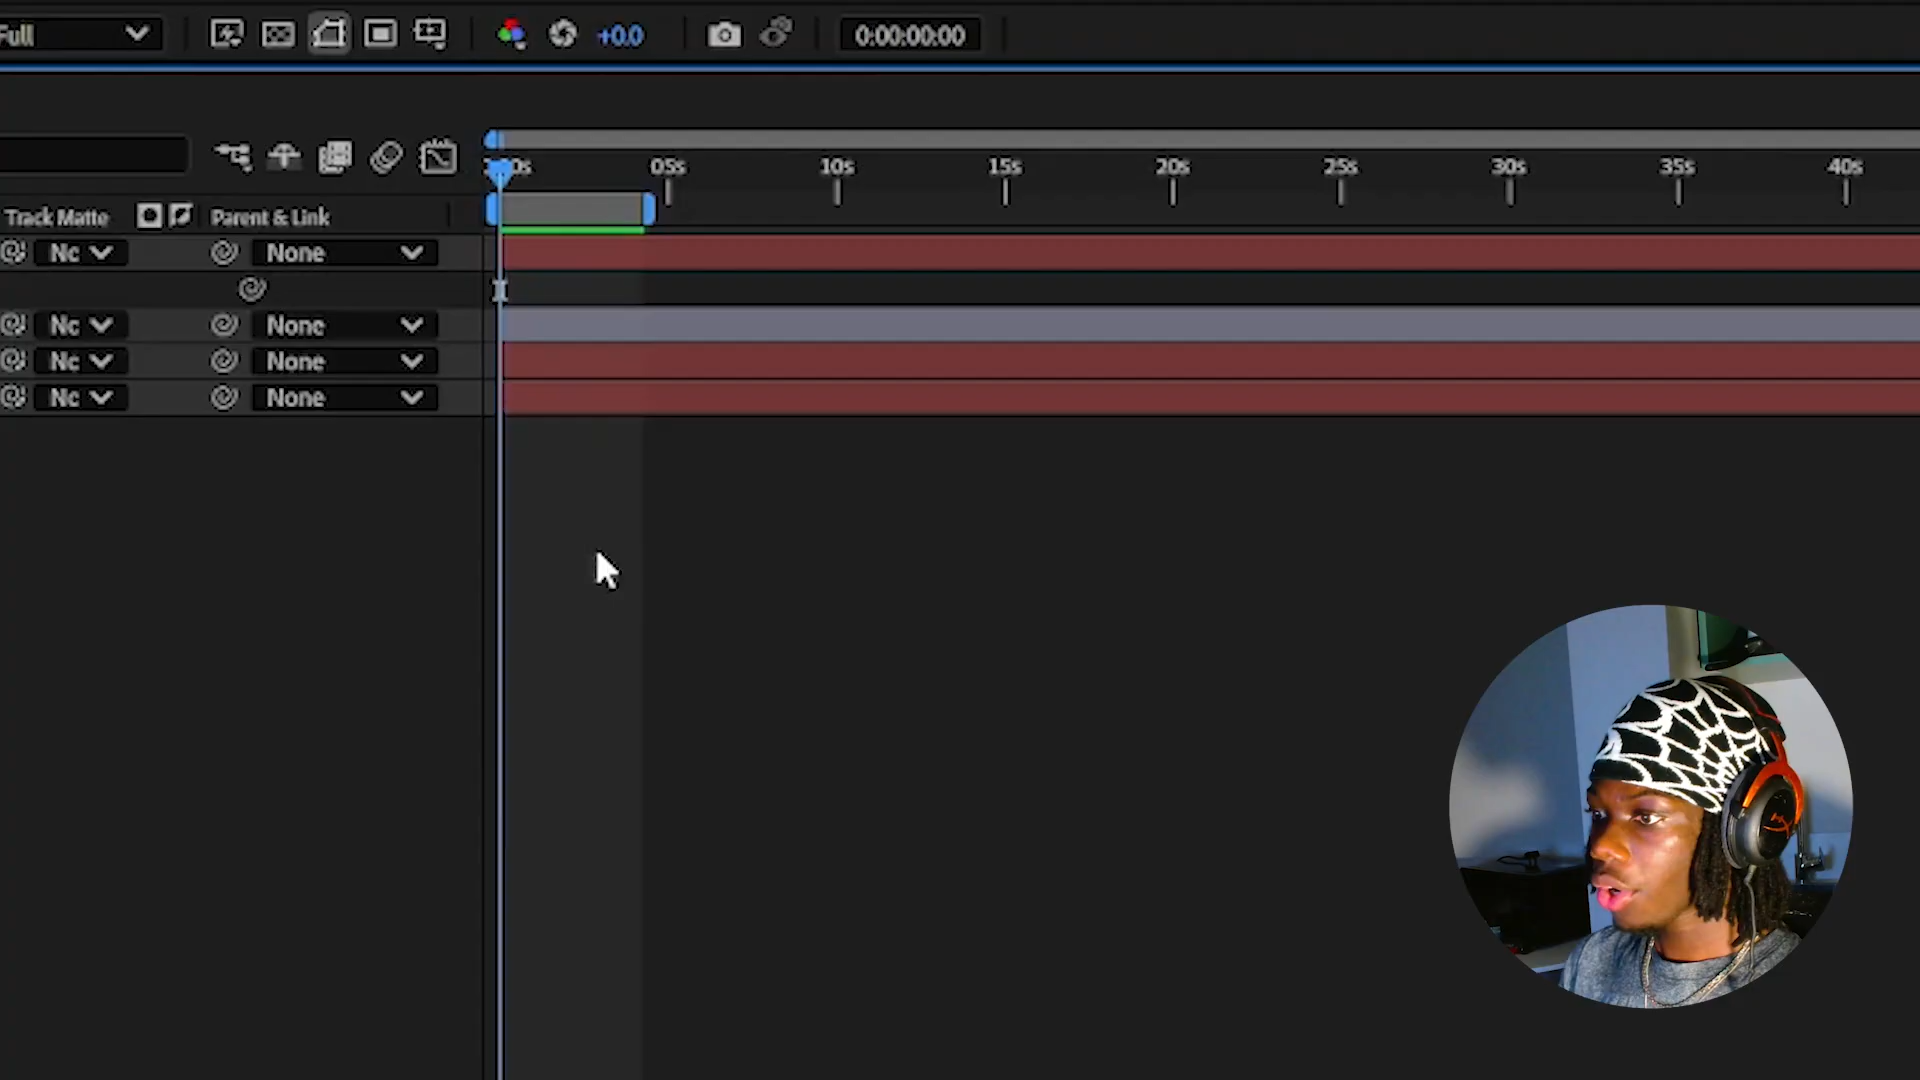 Full +0.0 0:00:00:00
05s 10s 15s 20s 25s 30s 35s 40s
Track Matte Parent & Link
Nc None
Nc None
Nc None
Nc None